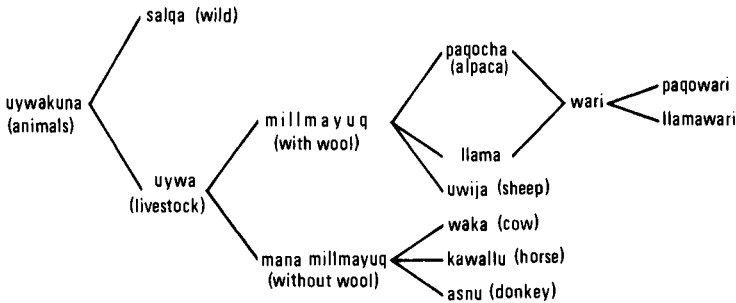 salqa (wild)
uywakuna
(animals)
uywa
(livestock)
millmayuq
(with wool)
mana millmayuq
(without wool)
paqocha
(alpaca)
llama
uwija (sheep)
waka (cow)
kawallu (horse)
asnu (donkey)
wari
paqowari
llamawari